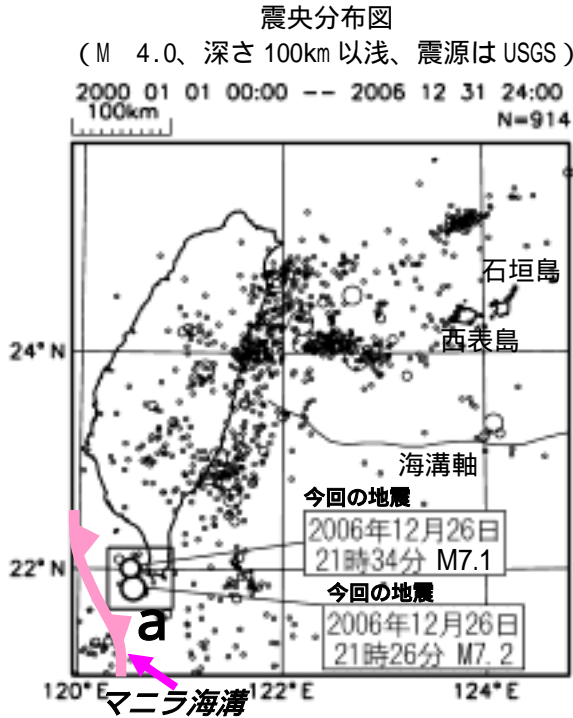 震央分布図
(M 4.0、深さ100km以浅、震源はUSGS)
2000 01 01 00:00 -- 2006 12 31 24:00
100km
N=914
石垣島
西表島
24°N
海溝軸
今回の地震
2006年12月26日
21時34分 M7.1
22°N
今回の地震
2006年12月26日
21時26分 M7.2
a
120°E
122°E
124°E
マニラ海溝